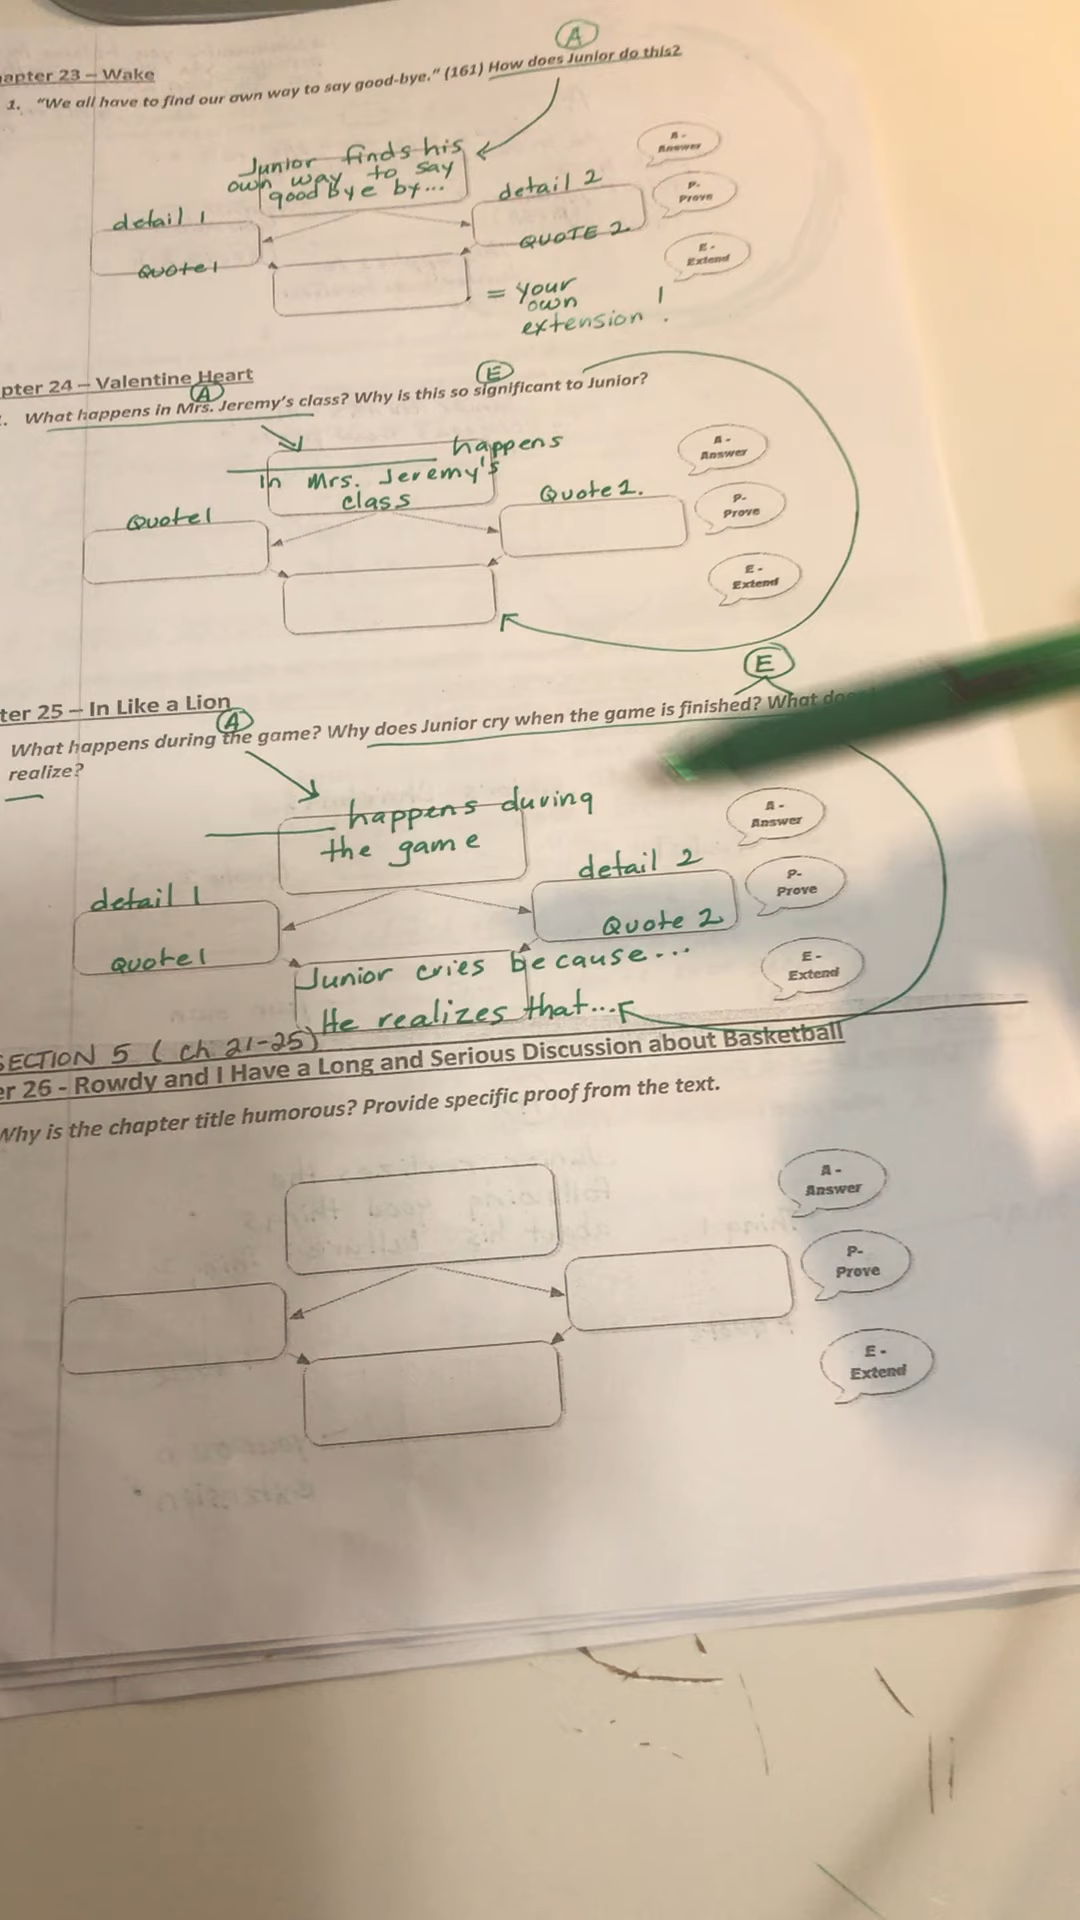 A
apter 23 – Wake
1. "We all have to find our own way to say good-bye." (161) How does Junior do this?
Junior finds his
own way to say
good bye by...
A-
Answer
detail 2
P-
Prove
detail 1
QUOTE 2
Quote 1
E-
Extend
= Your
own
extension !
pter 24 – Valentine Heart
E
A
What happens in Mrs. Jeremy's class? Why is this so significant to Junior?
happens
in Mrs. Jeremy's
class
A-
Answer
Quote 1
Quote 2.
P-
Prove
E-
Extend
E
ter 25 – In Like a Lion
A
What happens during the game? Why does Junior cry when the game is finished? What
realize?
happens during
the game
A-
Answer
detail 1
detail 2
P-
Prove
Quote 1
Quote 2
E-
Extend
Junior cries because...
He realizes that...
SECTION 5 (ch 21-25)
er 26 - Rowdy and I Have a Long and Serious Discussion about Basketball
Why is the chapter title humorous? Provide specific proof from the text.
A-
Answer
P-
Prove
E-
Extend